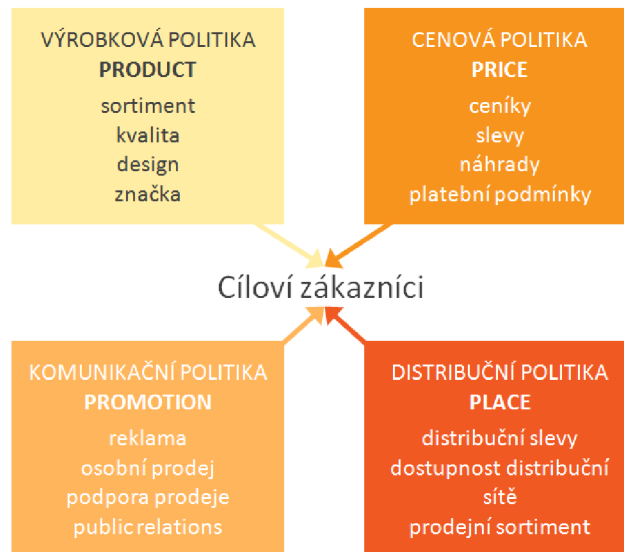 VÝROBKOVÁ POLITIKA
PRODUCT
sortiment
kvalita
design
značka
CENOVÁ POLITIKA
PRICE
ceníky
slevy
náhrady
platební podmínky
Cíloví zákazníci
KOMUNIKAČNÍ POLITIKA
PROMOTION
reklama
osobní prodej
podpora prodeje
public relations
DISTRIBUČNÍ POLITIKA
PLACE
distribuční slevy
dostupnost distribuční
sítě
prodejní sortiment